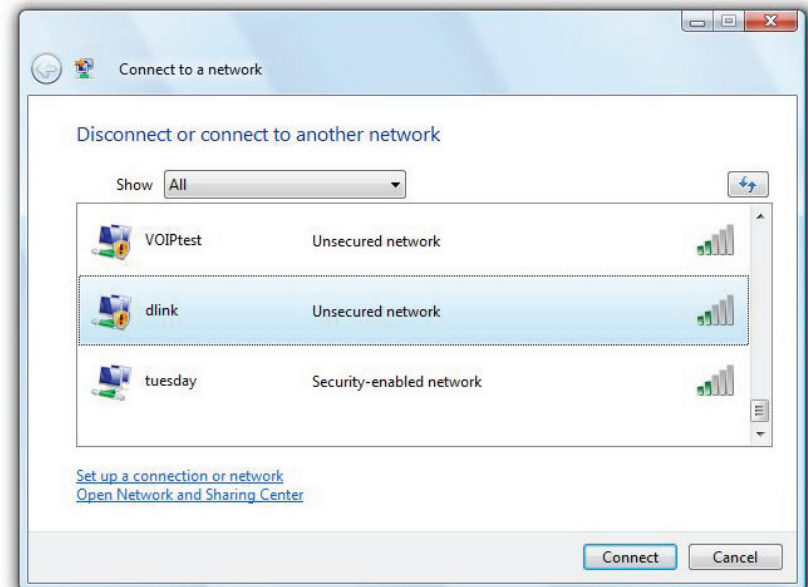 Connect to a network
Disconnect or connect to another network
Show All
VOIPtest Unsecured network
dlink Unsecured network
tuesday Security-enabled network
Set up a connection or network
Open Network and Sharing Center
Connect Cancel